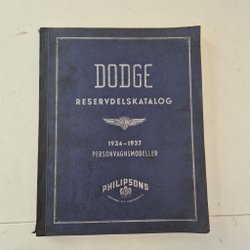 DODGE
RESERVDELSKATALOG
1934-1937
PERSONVAGNSMODELLER
PHILIPSONS